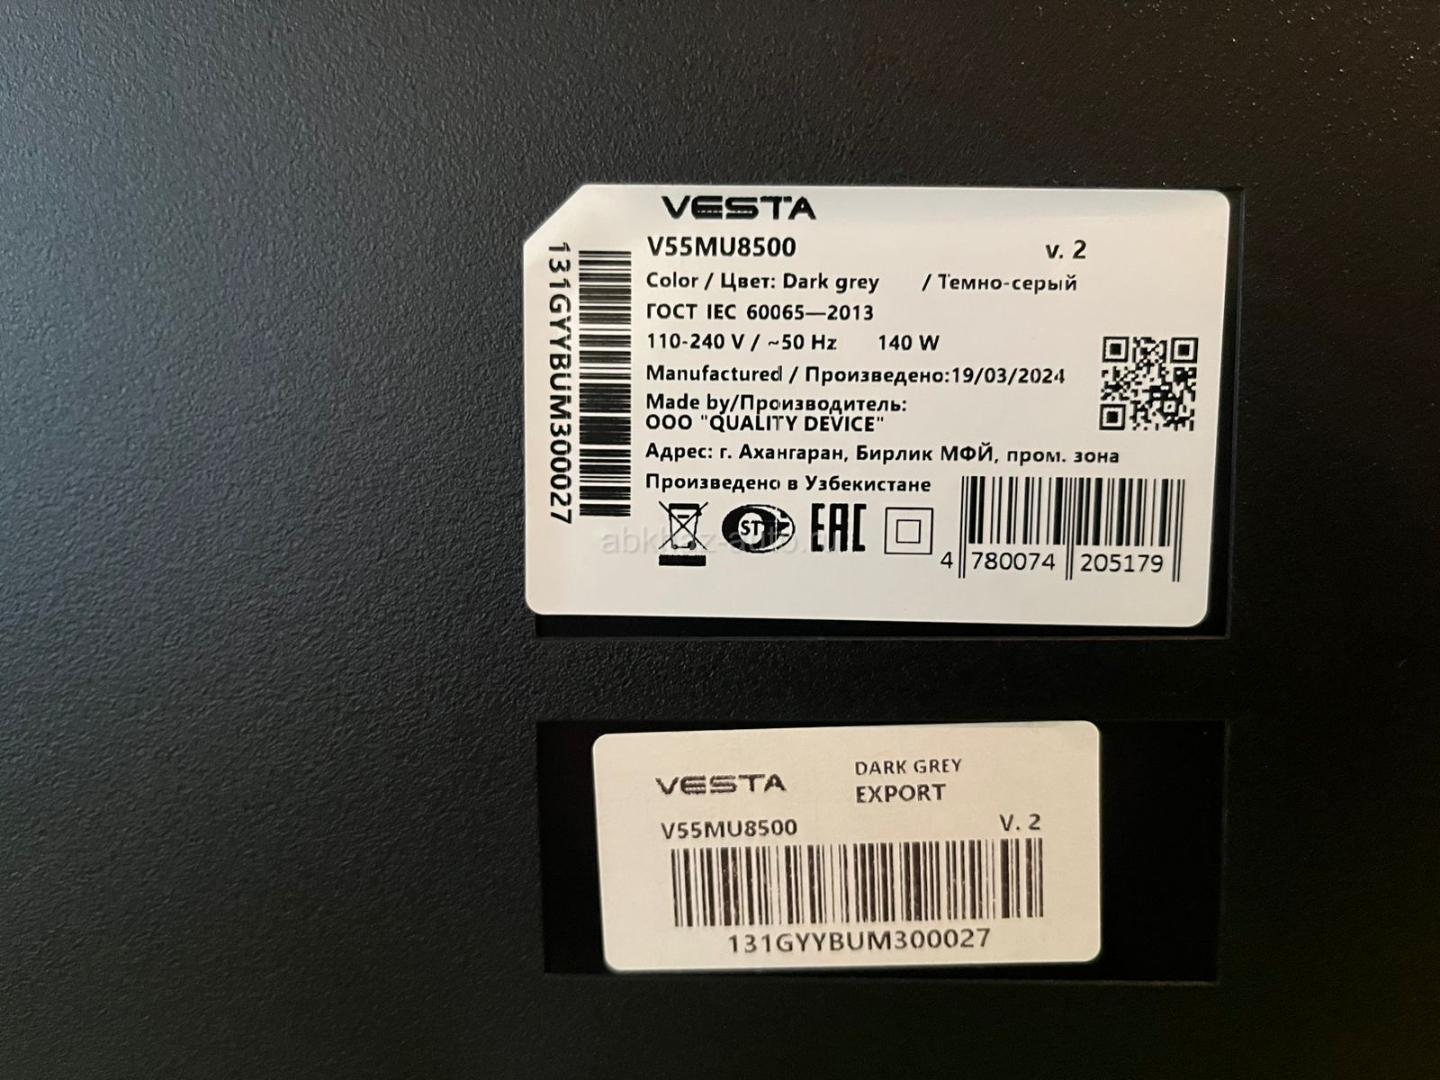 VESTA
V55MU8500 v. 2
Color / Цвет: Dark grey / Темно-серый
ГОСТ IEC 60065—2013
110-240 V / ~50 Hz 140 W
Manufactured / Произведено:19/03/2024
Made by/Производитель:
ООО "QUALITY DEVICE"
Адрес: г. Ахангаран, Бирлик МФЙ, пром. зона
Произведено в Узбекистане
ST
EAC
4 780074 205179
131GYYBUM300027
VESTA
DARK GREY
EXPORT
V55MU8500 V. 2
131GYYBUM300027